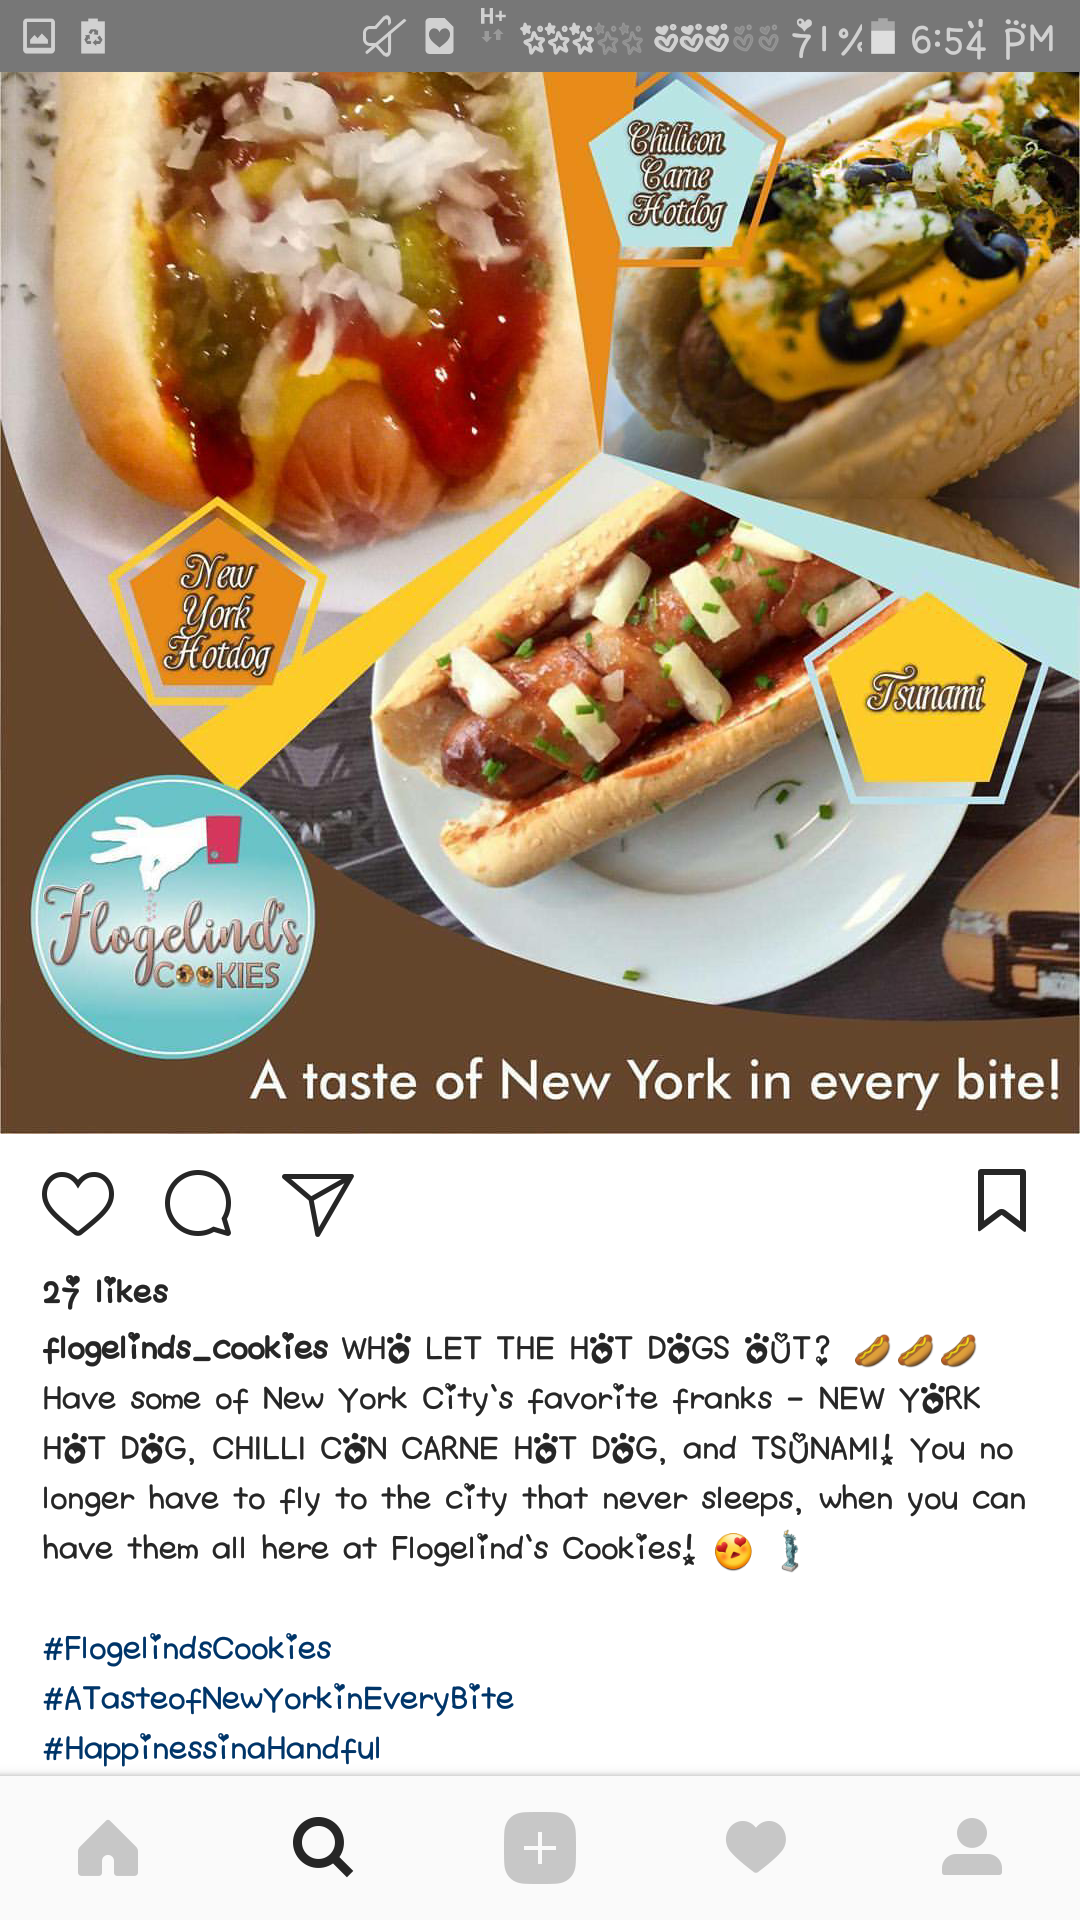 H+
71% 6:54 PM
Chillicon
Carne
Hotdog
New
York
Hotdog
Tsunami
Flogelind's
COOKIES
A taste of New York in every bite!
27 likes
flogelinds_cookies WHO LET THE HOT DOGS OUT? 🌭🌭🌭
Have some of New York City's favorite franks - NEW YORK
HOT DOG, CHILLI CON CARNE HOT DOG, and TSUNAMI! You no
longer have to fly to the city that never sleeps, when you can
have them all here at Flogelind's Cookies! 😍 🗽
#FlogelindsCookies
#ATasteofNewYorkinEveryBite
#HappinessinaHandful